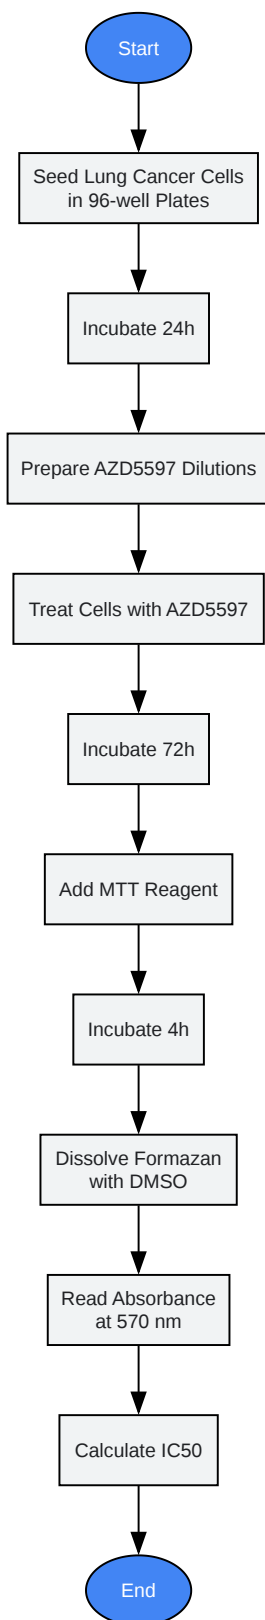 Start
Seed Lung Cancer Cells
in 96-well Plates
Incubate 24h
Prepare AZD5597 Dilutions
Treat Cells with AZD5597
Incubate 72h
Add MTT Reagent
Incubate 4h
Dissolve Formazan
with DMSO
Read Absorbance
at 570 nm
Calculate IC50
End